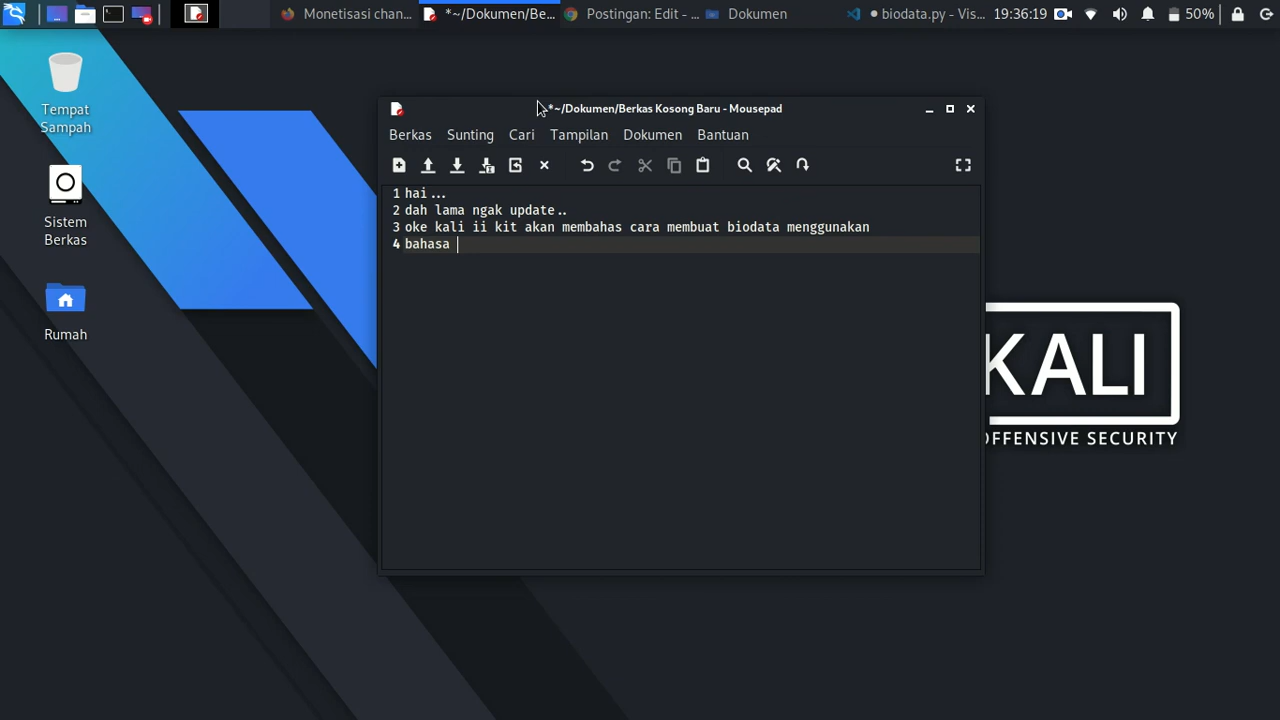 Monetisasi chan...
*~/Dokumen/Be...
Postingan: Edit - ...
Dokumen
● biodata.py - Vis...
19:36:19
50%
Tempat
Sampah
Sistem
Berkas
Rumah
*~/Dokumen/Berkas Kosong Baru - Mousepad
Berkas Sunting Cari Tampilan Dokumen Bantuan
1 hai...
2 dah lama ngak update..
3 oke kali ii kit akan membahas cara membuat biodata menggunakan
4 bahasa
KALI
OFFENSIVE SECURITY